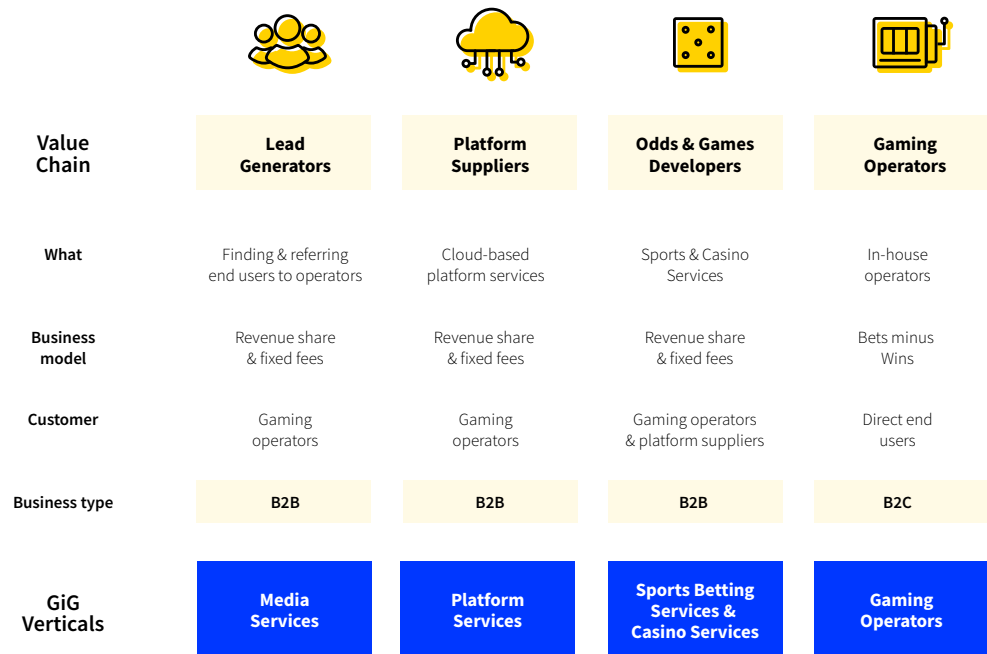 Value
Chain
Lead
Generators
Platform
Suppliers
Odds & Games
Developers
Gaming
Operators
What
Finding & referring
end users to operators
Cloud-based
platform services
Sports & Casino
Services
In-house
operators
Business
model
Revenue share
& fixed fees
Revenue share
& fixed fees
Revenue share
& fixed fees
Bets minus
Wins
Customer
Gaming
operators
Gaming
operators
Gaming operators
& platform suppliers
Direct end
users
Business type
B2B
B2B
B2B
B2C
GiG
Verticals
Media
Services
Platform
Services
Sports Betting
Services &
Casino Services
Gaming
Operators